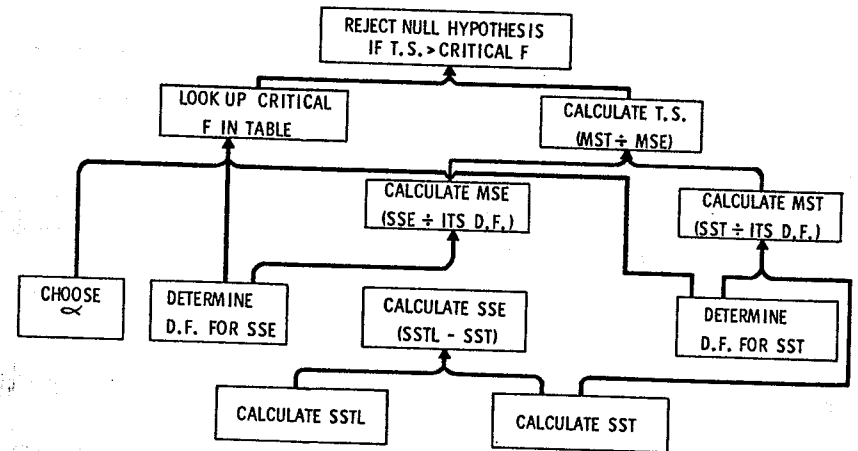 REJECT NULL HYPOTHESIS
IF T.S. > CRITICAL F
LOOK UP CRITICAL
F IN TABLE
CALCULATE T.S.
(MST ÷ MSE)
CALCULATE MSE
(SSE ÷ ITS D.F.)
CALCULATE MST
(SST ÷ ITS D.F.)
CHOOSE
∝
DETERMINE
D.F. FOR SSE
CALCULATE SSE
(SSTL - SST)
DETERMINE
D.F. FOR SST
CALCULATE SSTL
CALCULATE SST